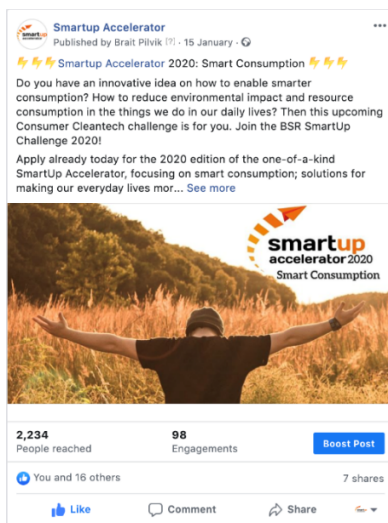 Smartup Accelerator
Published by Brait Pilvik [?] · 15 January ·
smartup
Smartup Accelerator 2020: Smart Consumption
Do you have an innovative idea on how to enable smarter
consumption? How to reduce environmental impact and resource
consumption in the things we do in our daily lives? Then this upcoming
Consumer Cleantech challenge is for you. Join the BSR SmartUp
Challenge 2020!
Apply already today for the 2020 edition of the one-of-a-kind
SmartUp Accelerator, focusing on smart consumption; solutions for
making our everyday lives mor... See more
smartup
accelerator2020
Smart Consumption
2,234
People reached
98
Engagements
Boost Post
You and 16 others
7 shares
Like
Comment
Share